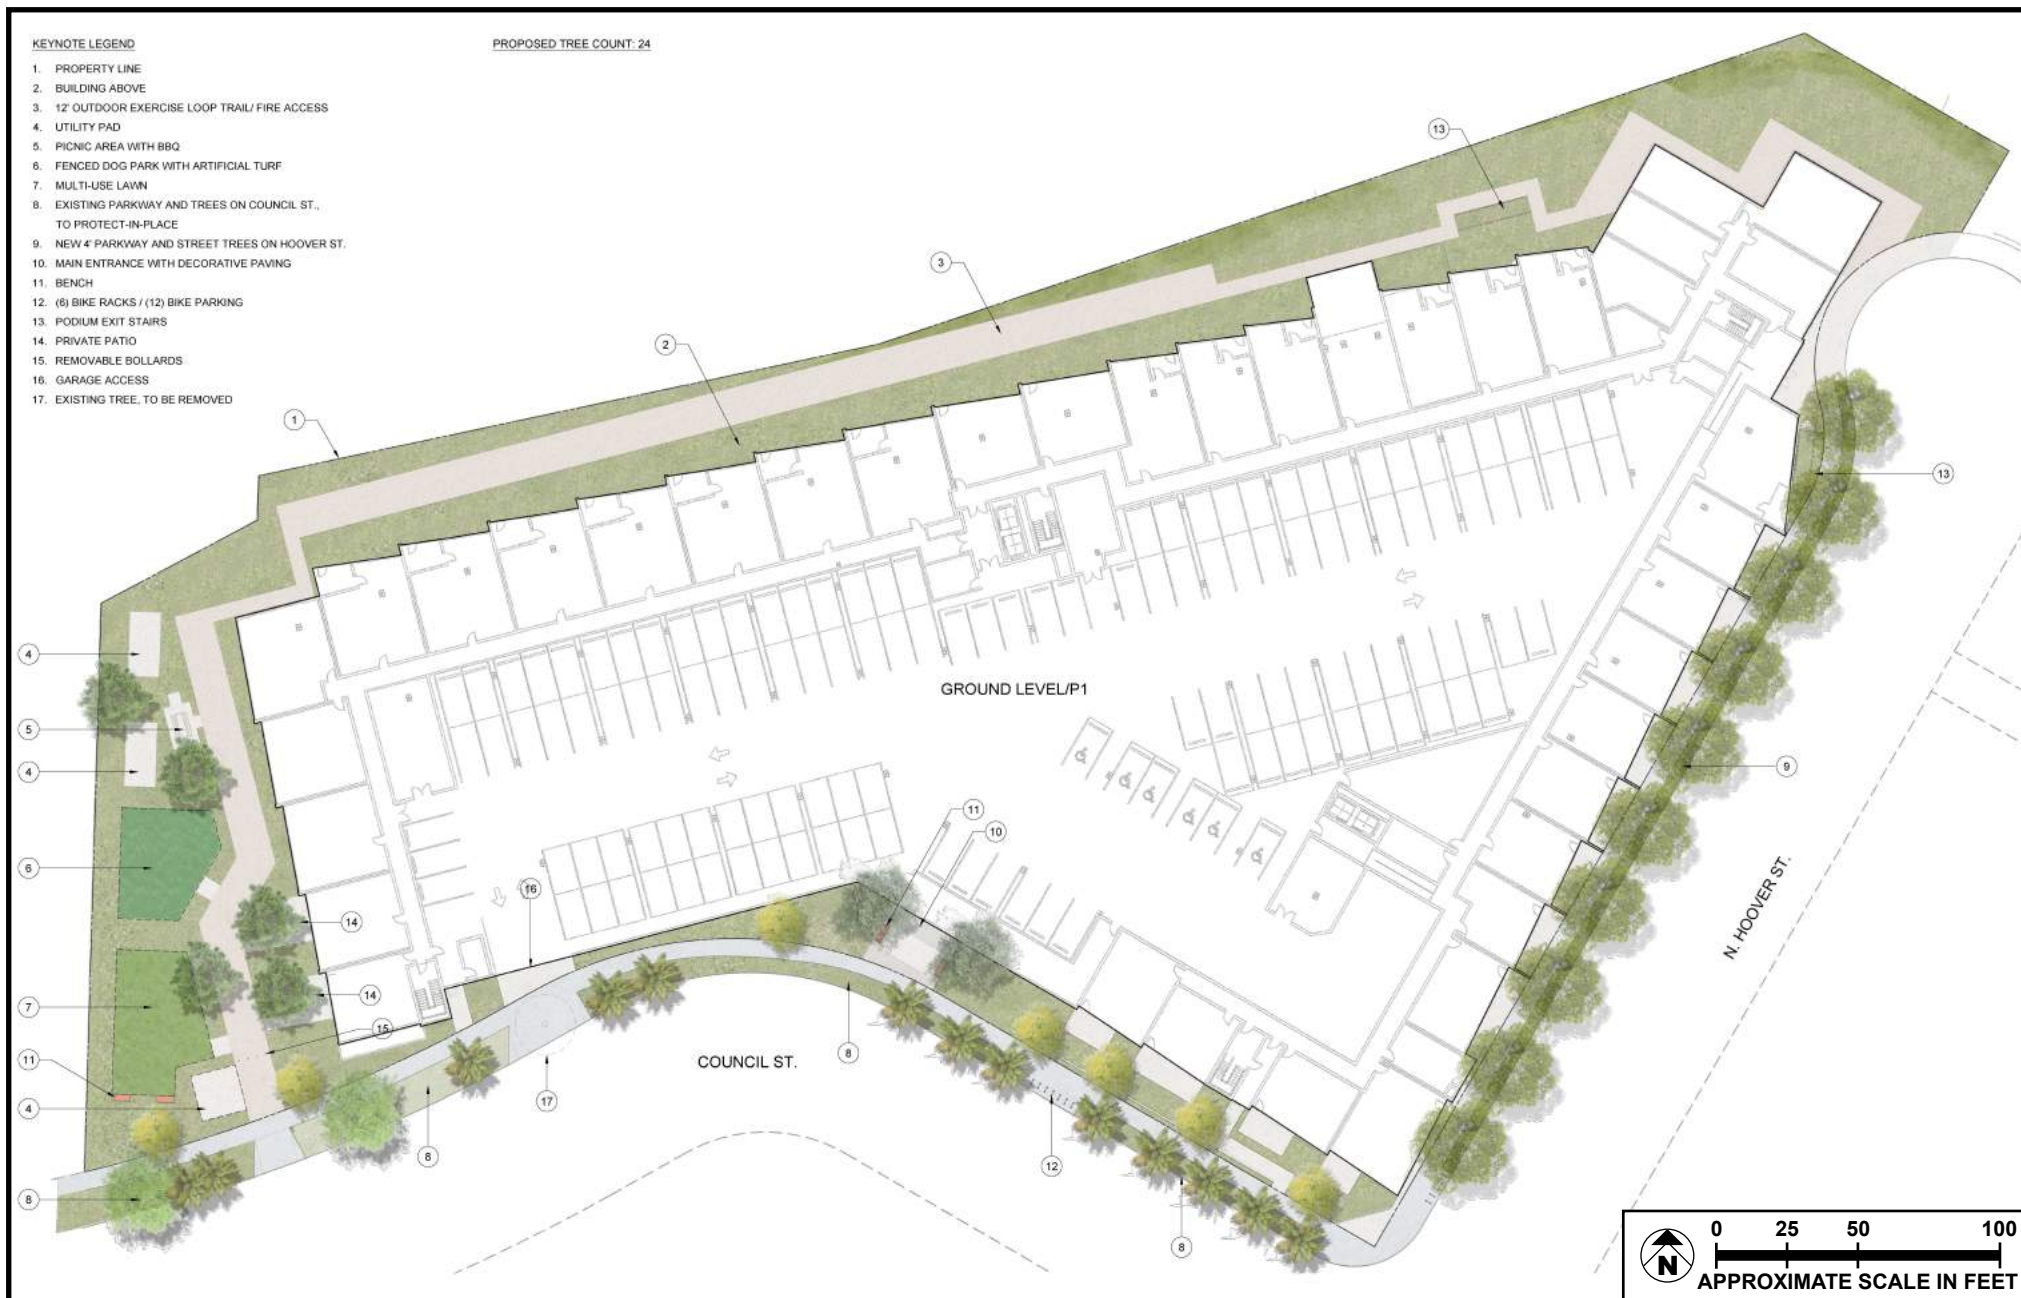 KEYNOTE LEGEND
1. PROPERTY LINE
2. BUILDING ABOVE
3. 12' OUTDOOR EXERCISE LOOP TRAIL/ FIRE ACCESS
4. UTILITY PAD
5. PICNIC AREA WITH BBQ
6. FENCED DOG PARK WITH ARTIFICIAL TURF
7. MULTI-USE LAWN
8. EXISTING PARKWAY AND TREES ON COUNCIL ST.,
TO PROTECT-IN-PLACE
9. NEW 4' PARKWAY AND STREET TREES ON HOOVER ST.
10. MAIN ENTRANCE WITH DECORATIVE PAVING
11. BENCH
12. (6) BIKE RACKS / (12) BIKE PARKING
13. PODIUM EXIT STAIRS
14. PRIVATE PATIO
15. REMOVABLE BOLLARDS
16. GARAGE ACCESS
17. EXISTING TREE, TO BE REMOVED
PROPOSED TREE COUNT: 24
13
3
2
1
13
4
GROUND LEVEL/P1
5
4
9
11
10
6
16
14
N. HOOVER ST.
14
7
15
8
11
COUNCIL ST.
17
4
8
12
8
8
0 25 50 100
N
APPROXIMATE SCALE IN FEET